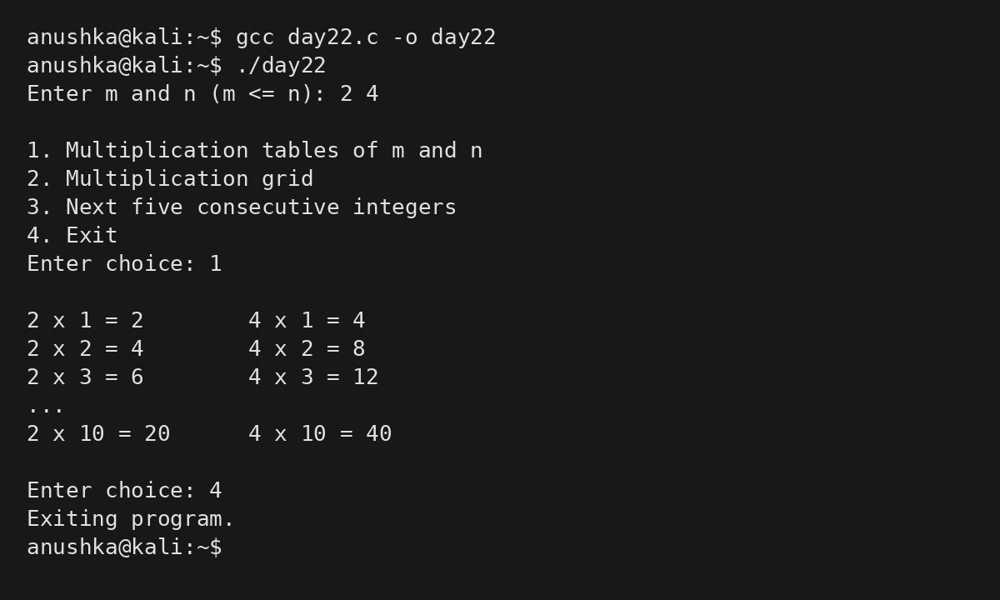 anushka@kali:~$ gcc day22.c -o day22
anushka@kali:~$ ./day22
Enter m and n (m <= n): 2 4
1. Multiplication tables of m and n
2. Multiplication grid
3. Next five consecutive integers
4. Exit
Enter choice: 1
2 x 1 = 2        4 x 1 = 4
2 x 2 = 4        4 x 2 = 8
2 x 3 = 6        4 x 3 = 12
...
2 x 10 = 20      4 x 10 = 40
Enter choice: 4
Exiting program.
anushka@kali:~$